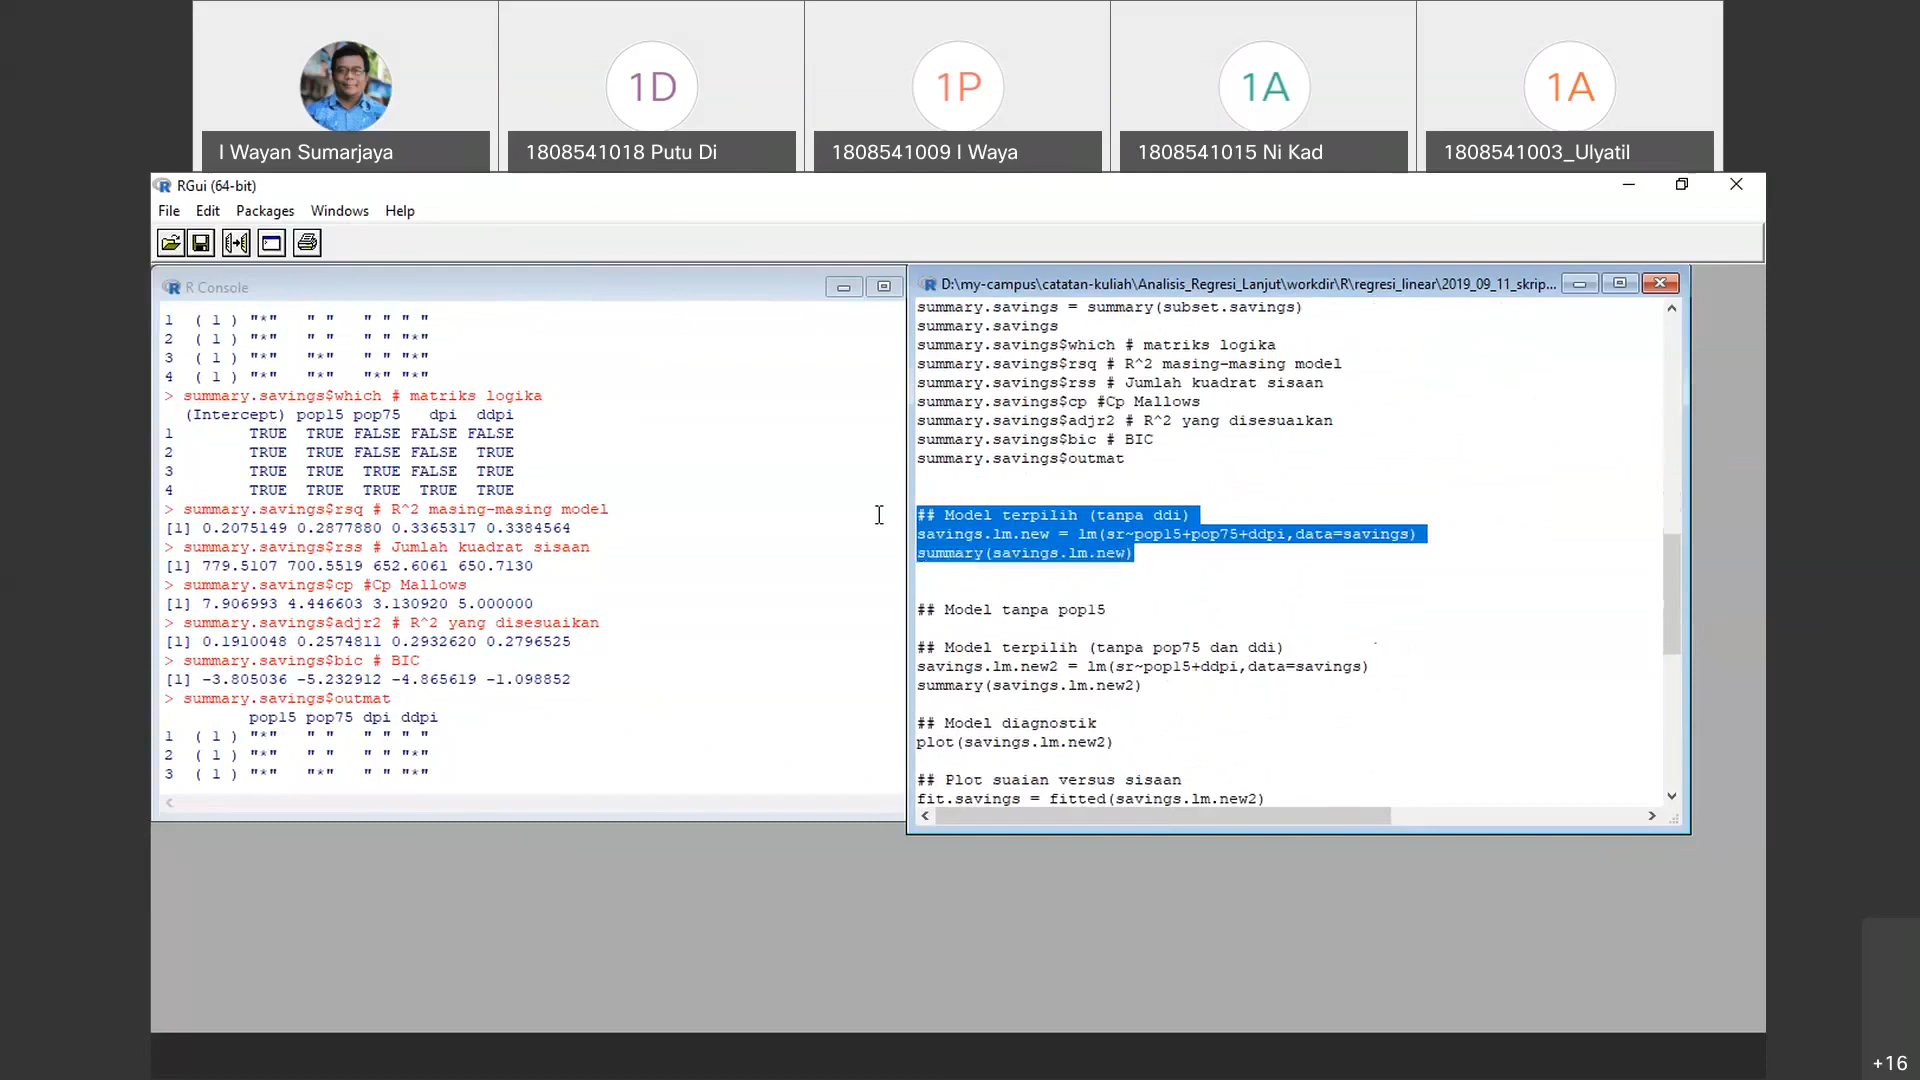 1D
1P
1A
1A
I Wayan Sumarjaya
1808541018 Putu Di
1808541009 I Waya
1808541015 Ni Kad
1808541003_Ulyatil
RGui (64-bit)
File Edit Packages Windows Help
R Console
1 ( 1 ) "*" " " " " " "
2 ( 1 ) "*" " " " " "*"
3 ( 1 ) "*" "*" " " "*"
4 ( 1 ) "*" "*" "*" "*"
> summary.savings$which # matriks logika
(Intercept) pop15 pop75 dpi ddpi
1 TRUE TRUE FALSE FALSE FALSE
2 TRUE TRUE FALSE FALSE TRUE
3 TRUE TRUE TRUE FALSE TRUE
4 TRUE TRUE TRUE TRUE TRUE
> summary.savings$rsq # R^2 masing-masing model
[1] 0.2075149 0.2877880 0.3365317 0.3384564
> summary.savings$rss # Jumlah kuadrat sisaan
[1] 779.5107 700.5519 652.6061 650.7130
> summary.savings$cp #Cp Mallows
[1] 7.906993 4.446603 3.130920 5.000000
> summary.savings$adjr2 # R^2 yang disesuaikan
[1] 0.1910048 0.2574811 0.2932620 0.2796525
> summary.savings$bic # BIC
[1] -3.805036 -5.232912 -4.865619 -1.098852
> summary.savings$outmat
pop15 pop75 dpi ddpi
1 ( 1 ) "*" " " " " " "
2 ( 1 ) "*" " " " " "*"
3 ( 1 ) "*" "*" " " "*"
D:\my-campus\catatan-kuliah\Analisis_Regresi_Lanjut\workdir\R\regresi_linear\2019_09_11_skrip...
summary.savings = summary(subset.savings)
summary.savings
summary.savings$which # matriks logika
summary.savings$rsq # R^2 masing-masing model
summary.savings$rss # Jumlah kuadrat sisaan
summary.savings$cp #Cp Mallows
summary.savings$adjr2 # R^2 yang disesuaikan
summary.savings$bic # BIC
summary.savings$outmat
## Model terpilih (tanpa ddi)
savings.lm.new = lm(sr~pop15+pop75+ddpi,data=savings)
summary(savings.lm.new)
## Model tanpa pop15
## Model terpilih (tanpa pop75 dan ddi)
savings.lm.new2 = lm(sr~pop15+ddpi,data=savings)
summary(savings.lm.new2)
## Model diagnostik
plot(savings.lm.new2)
## Plot suaian versus sisaan
fit.savings = fitted(savings.lm.new2)
+16